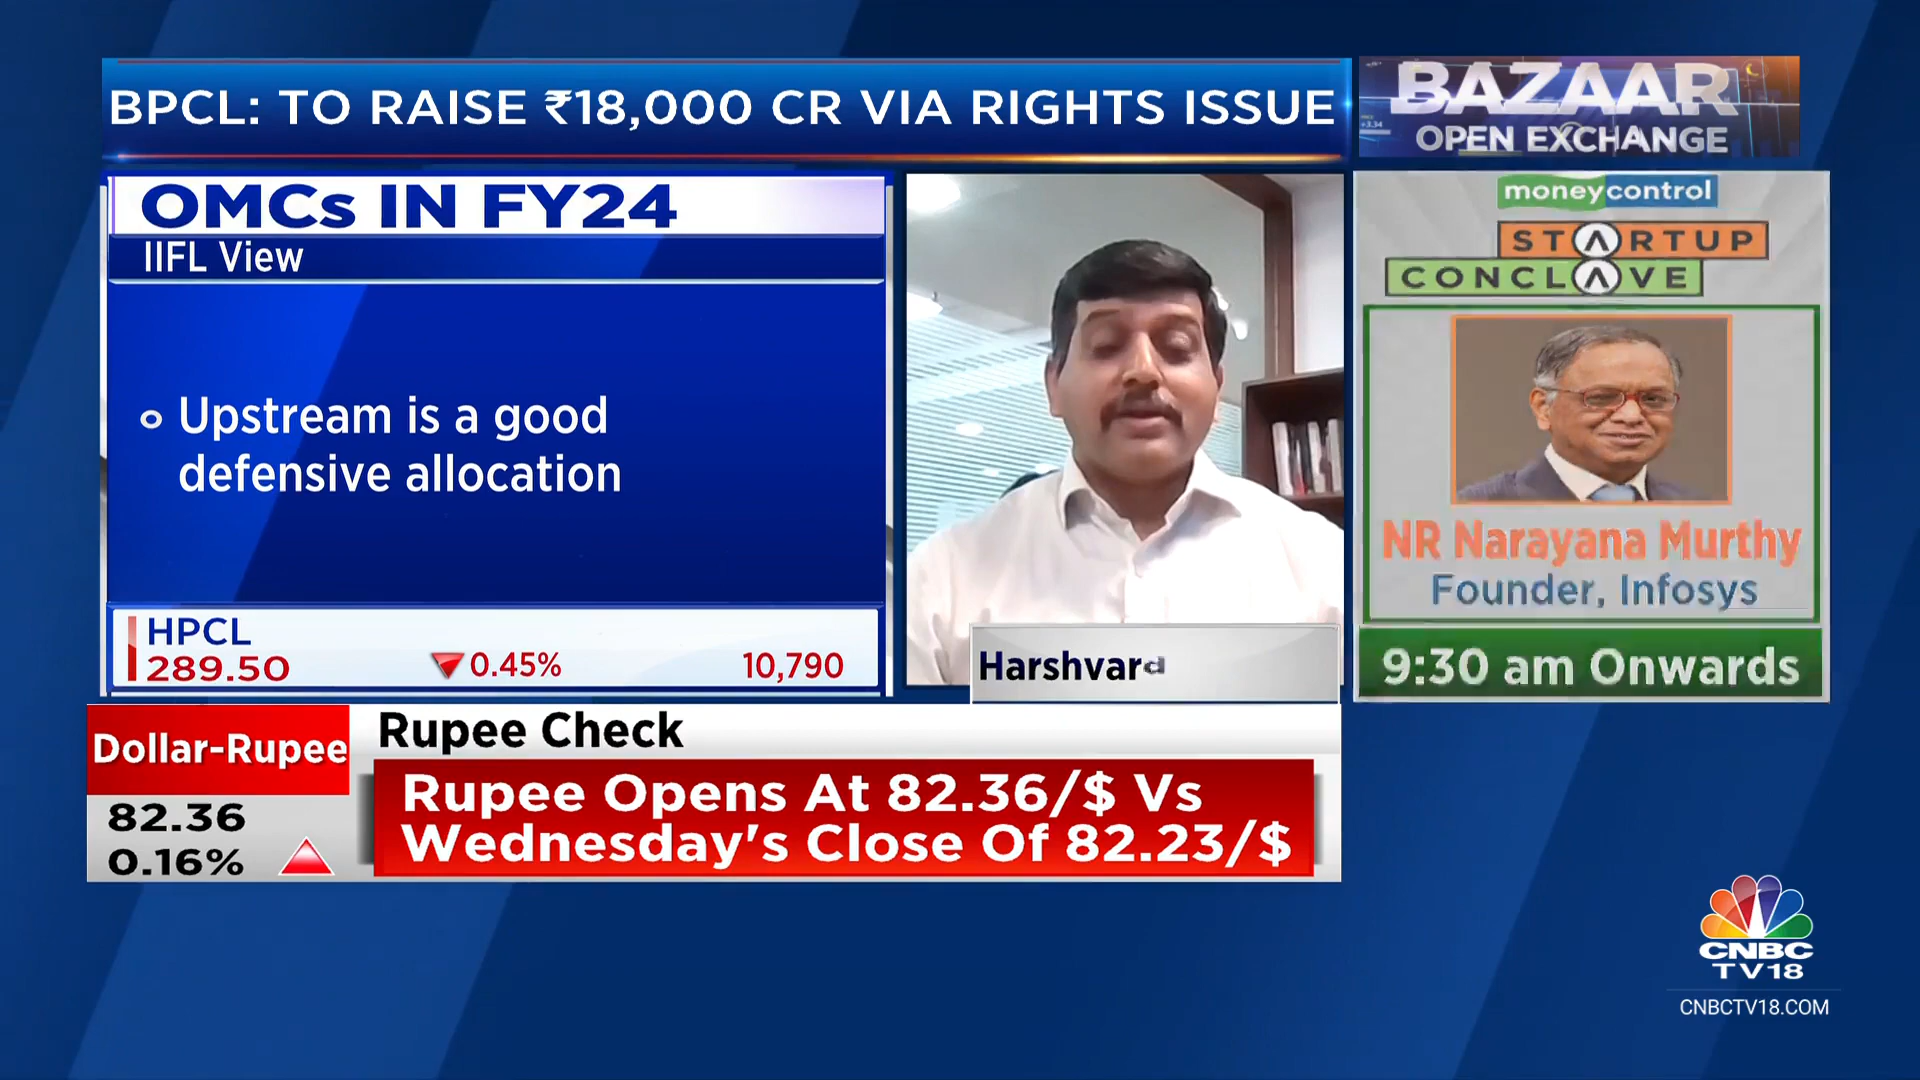 BPCL: TO RAISE ₹18,000 CR VIA RIGHTS ISSUE
BAZAAR
OPEN EXCHANGE
OMCs IN FY24
IIFL View
Upstream is a good
defensive allocation
HPCL
289.50 0.45% 10,790
Harshvard
moneycontrol
STARTUP
CONCLAVE
NR Narayana Murthy
Founder, Infosys
9:30 am Onwards
Dollar-Rupee
82.36
0.16%
Rupee Check
Rupee Opens At 82.36/$ Vs
Wednesday's Close Of 82.23/$
CNBC
TV18
CNBCTV18.COM